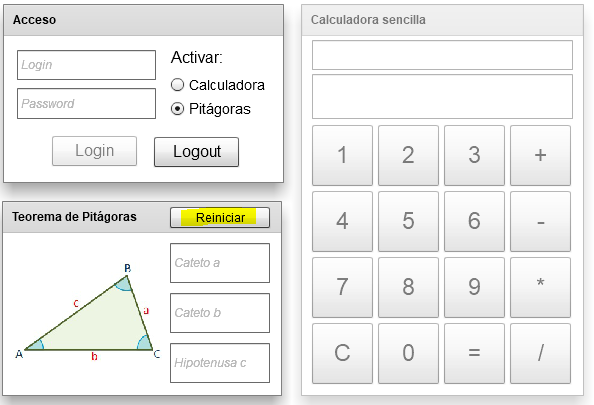 Acceso
Login
Password
Activar:
Calculadora
Pitágoras
Login
Logout
Teorema de Pitágoras
Reiniciar
B
c
a
A
b
C
Cateto a
Cateto b
Hipotenusa c
Calculadora sencilla
1 2 3 +
4 5 6 -
7 8 9 *
C 0 = /